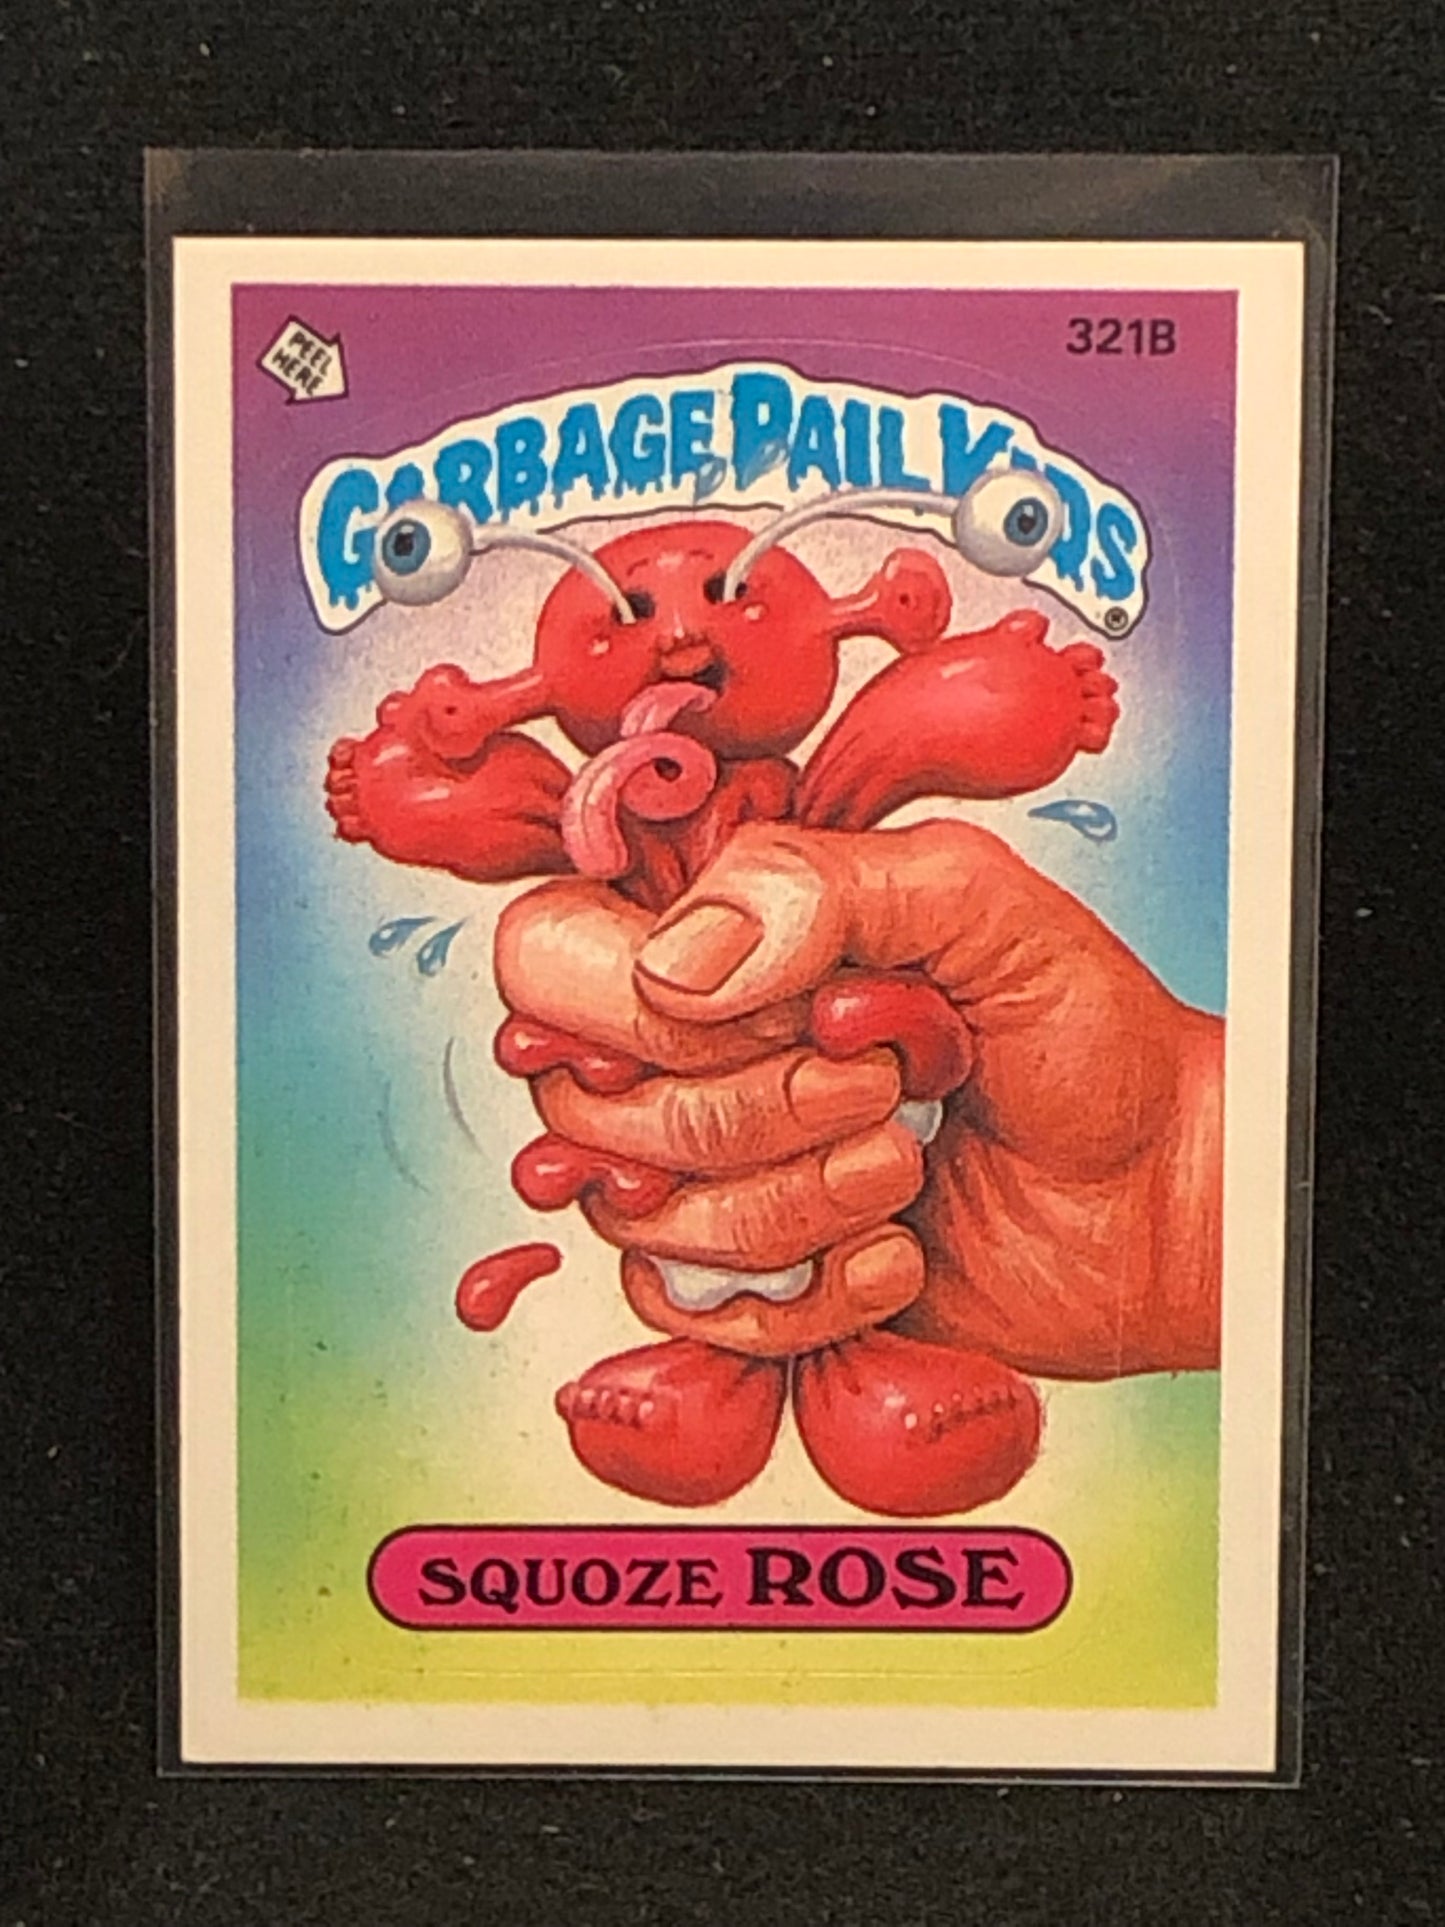 PEEL
HERE
321B
GARBAGE PAIL KIDS
®
SQUOZE ROSE